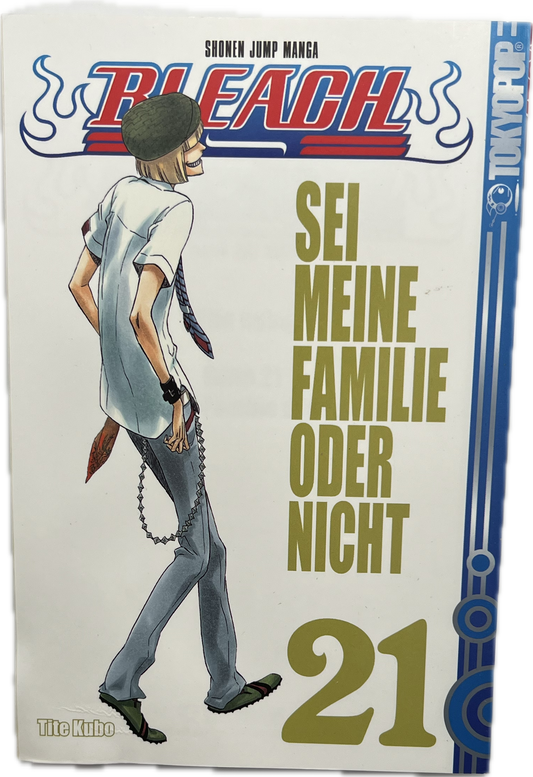 SHONEN JUMP MANGA
BLEACH
TOKYOPOP®
SEI
MEINE
FAMILIE
ODER
NICHT
21
Tite Kubo